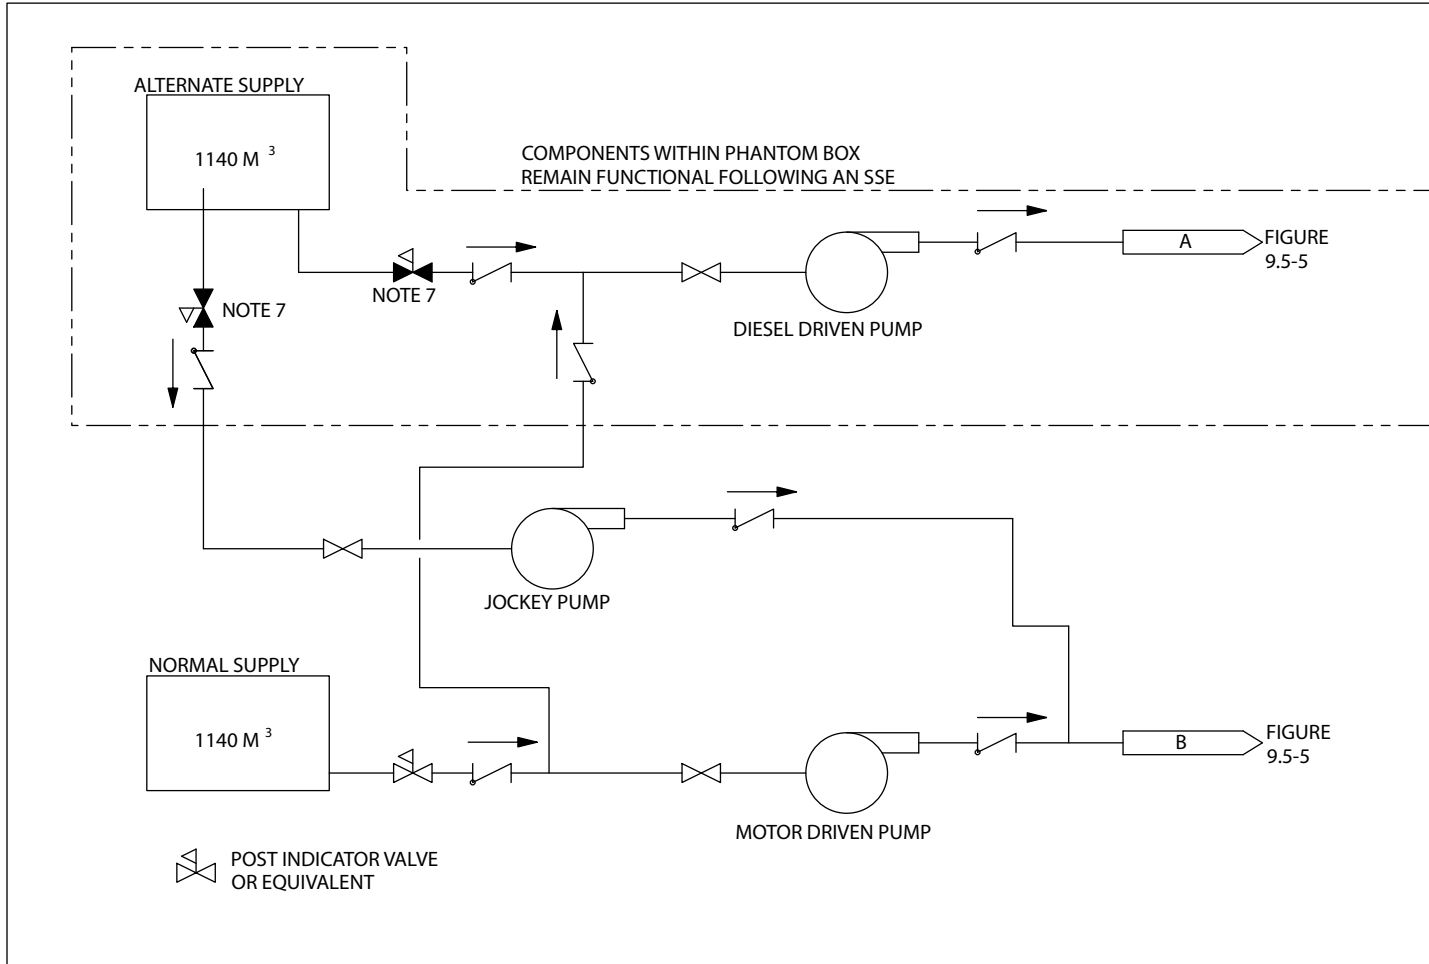 ALTERNATE SUPPLY
1140 M 3
COMPONENTS WITHIN PHANTOM BOX
REMAIN FUNCTIONAL FOLLOWING AN SSE
A
FIGURE
9.5-5
NOTE 7
NOTE 7
DIESEL DRIVEN PUMP
JOCKEY PUMP
NORMAL SUPPLY
1140 M 3
B
FIGURE
9.5-5
MOTOR DRIVEN PUMP
POST INDICATOR VALVE
OR EQUIVALENT